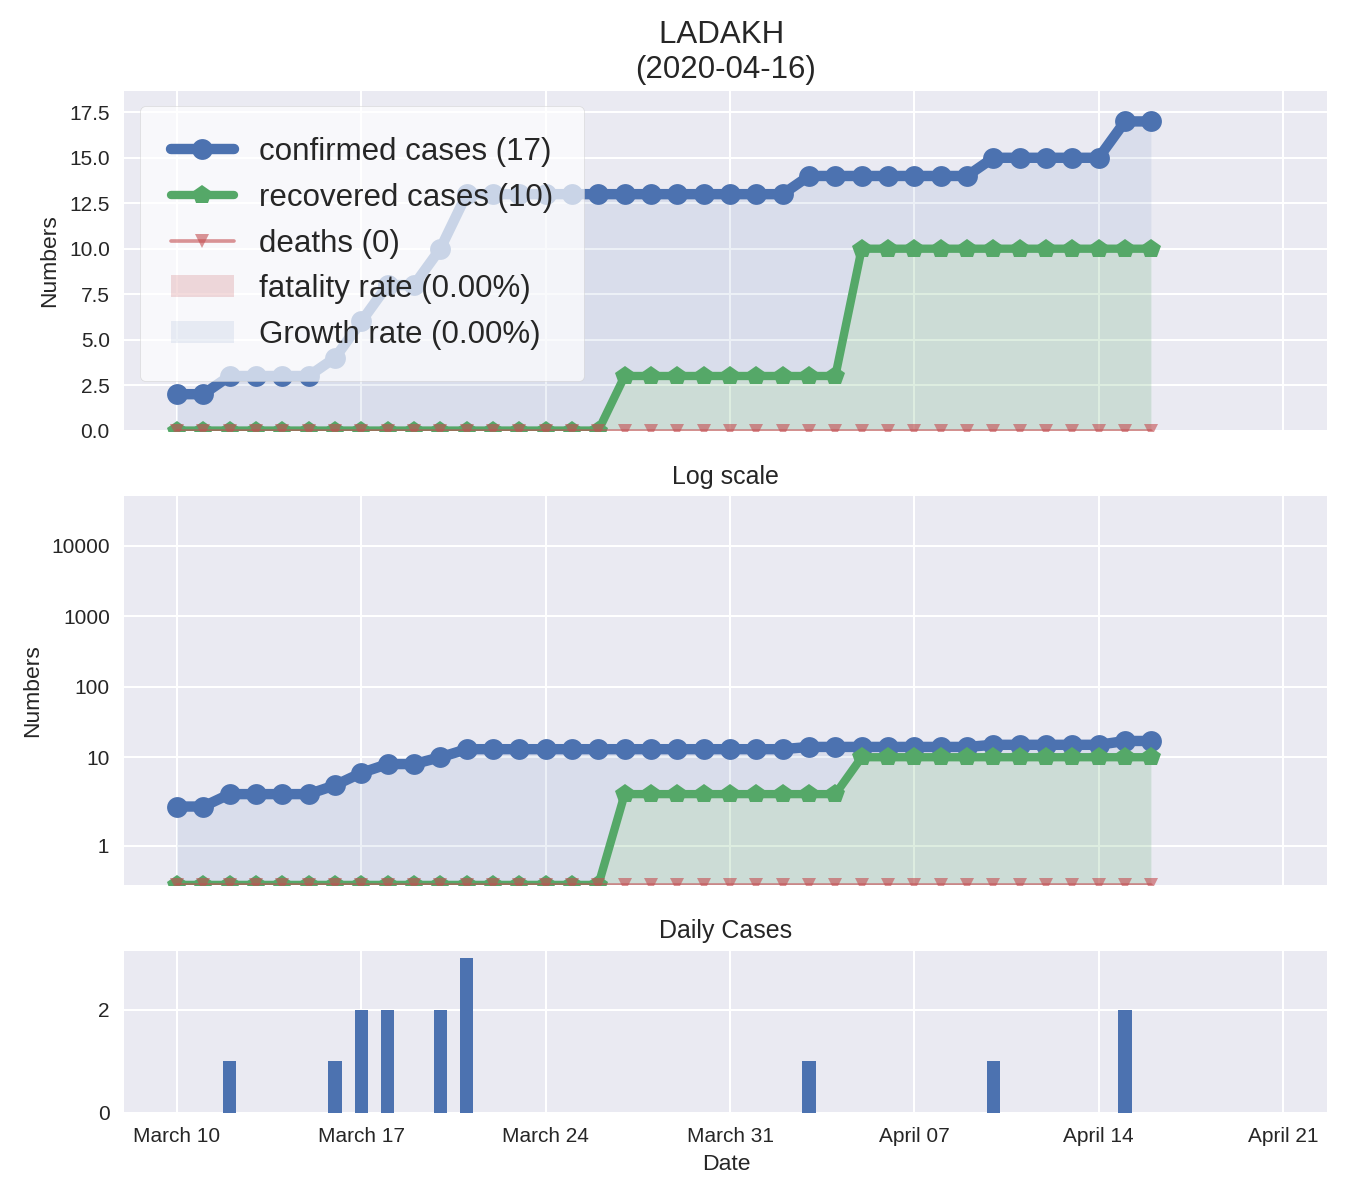 LADAKH
(2020-04-16)
Numbers
17.5
15.0
12.5
10.0
7.5
5.0
2.5
0.0
confirmed cases (17)
recovered cases (10)
deaths (0)
fatality rate (0.00%)
Growth rate (0.00%)
Log scale
Numbers
10000
1000
100
10
1
Daily Cases
2
0
March 10 March 17 March 24 March 31 April 07 April 14 April 21
Date